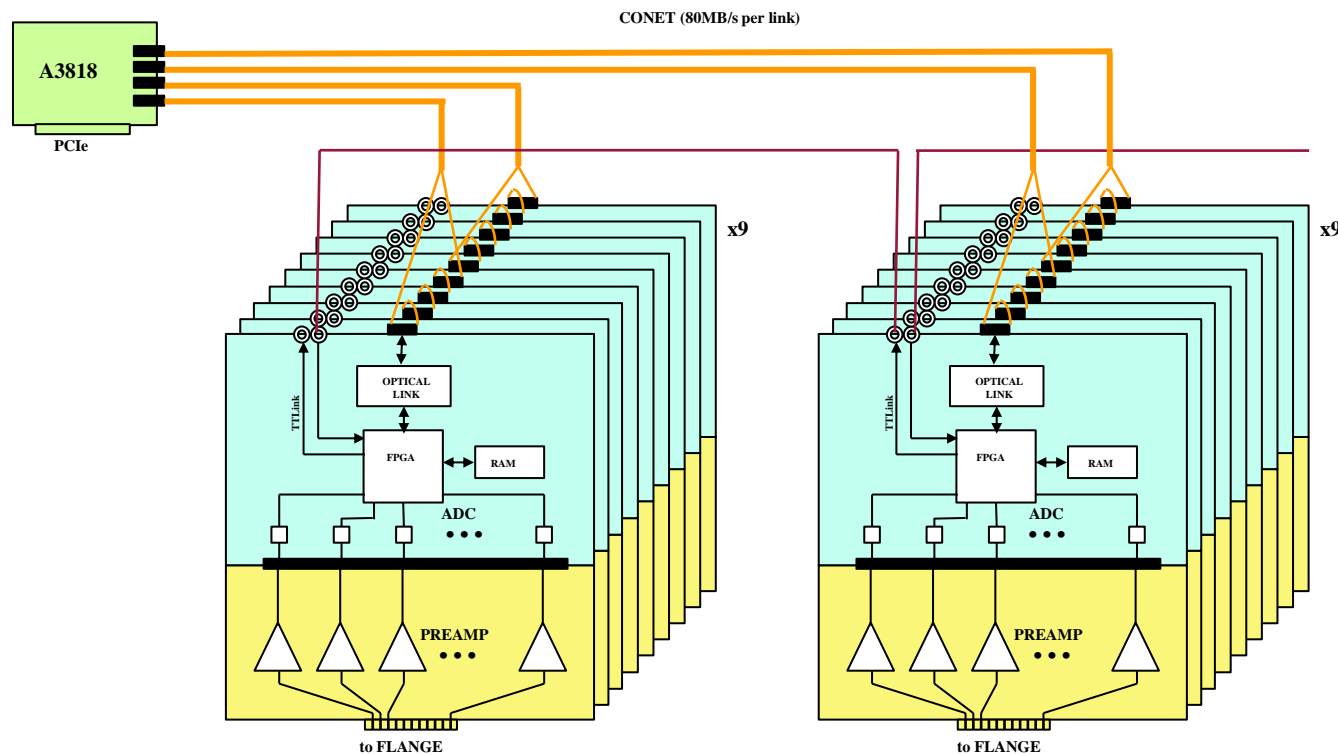 CONET (80MB/s per link)
A3818
PCIe
x9
x9
OPTICAL
LINK
TTLink
FPGA
RAM
ADC
• • •
PREAMP
• • •
to FLANGE
OPTICAL
LINK
TTLink
FPGA
RAM
ADC
• • •
PREAMP
• • •
to FLANGE